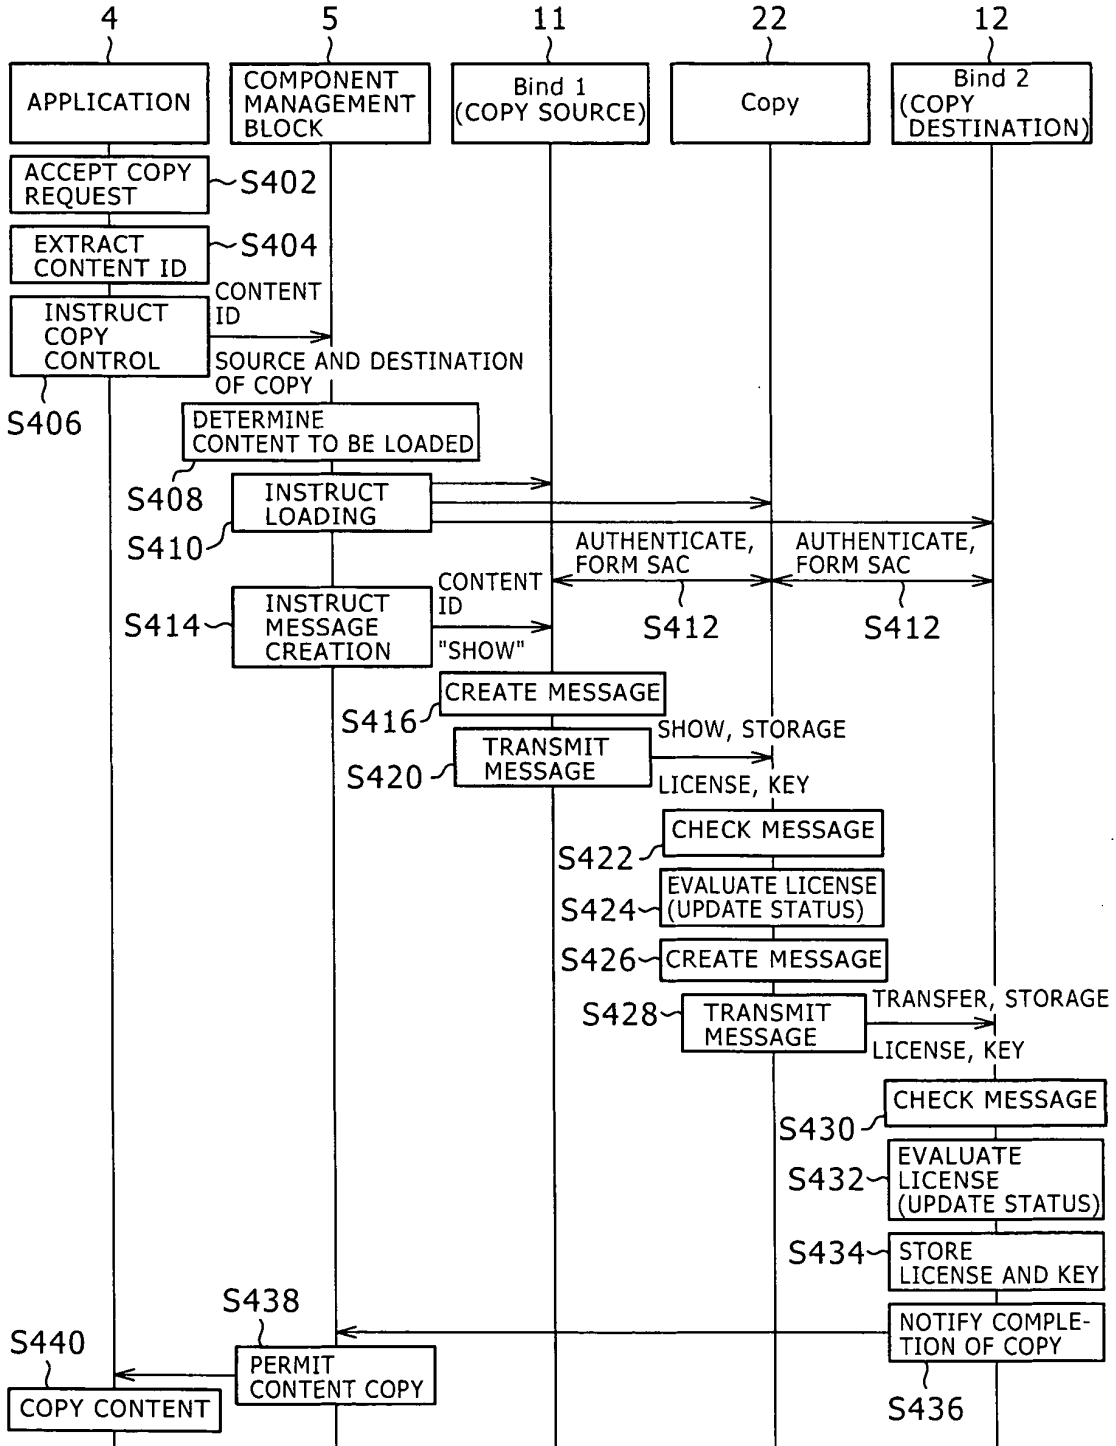 4
5
11
22
12
APPLICATION
COMPONENT
MANAGEMENT
BLOCK
Bind 1
(COPY SOURCE)
Copy
Bind 2
(COPY
DESTINATION)
ACCEPT COPY
REQUEST
S402
EXTRACT
CONTENT ID
S404
INSTRUCT
COPY
CONTROL
CONTENT
ID
SOURCE AND DESTINATION
OF COPY
S406
DETERMINE
CONTENT TO BE LOADED
S408
INSTRUCT
LOADING
S410
AUTHENTICATE,
FORM SAC
AUTHENTICATE,
FORM SAC
S412
S412
S414
INSTRUCT
MESSAGE
CREATION
CONTENT
ID
"SHOW"
CREATE MESSAGE
S416
TRANSMIT
MESSAGE
S420
SHOW, STORAGE
LICENSE, KEY
CHECK MESSAGE
S422
EVALUATE LICENSE
(UPDATE STATUS)
S424
CREATE MESSAGE
S426
TRANSMIT
MESSAGE
S428
TRANSFER, STORAGE
LICENSE, KEY
CHECK MESSAGE
S430
EVALUATE
LICENSE
(UPDATE STATUS)
S432
STORE
LICENSE AND KEY
S434
NOTIFY COMPLE-
TION OF COPY
S436
S438
PERMIT
CONTENT COPY
S440
COPY CONTENT